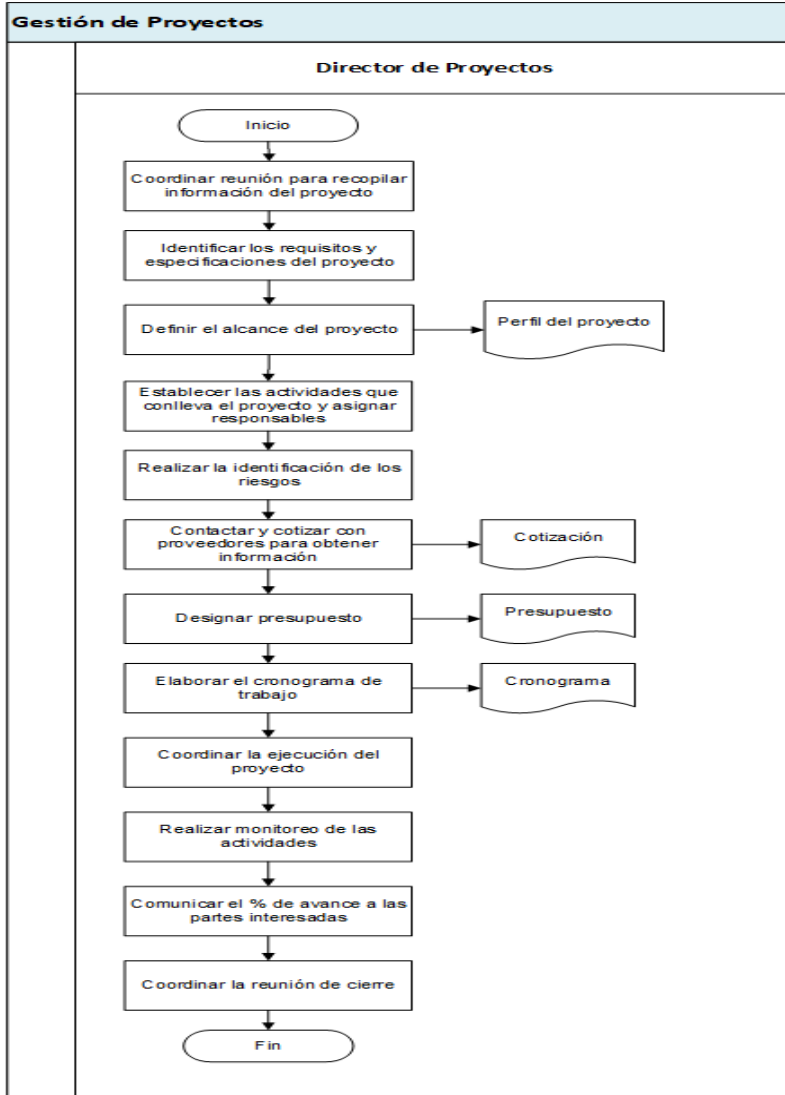 Gestión de Proyectos
Director de Proyectos
Inicio
Coordinar reunión para recopilar
información del proyecto
Identificar los requisitos y
especificaciones del proyecto
Definir el alcance del proyecto
Perfil del proyecto
Establecer las actividades que
conlleva el proyecto y asignar
responsables
Realizar la identificación de los
riesgos
Contactar y cotizar con
proveedores para obtener
información
Cotización
Designar presupuesto
Presupuesto
Elaborar el cronograma de
trabajo
Cronograma
Coordinar la ejecución del
proyecto
Realizar monitoreo de las
actividades
Comunicar el % de avance a las
partes interesadas
Coordinar la reunión de cierre
Fin